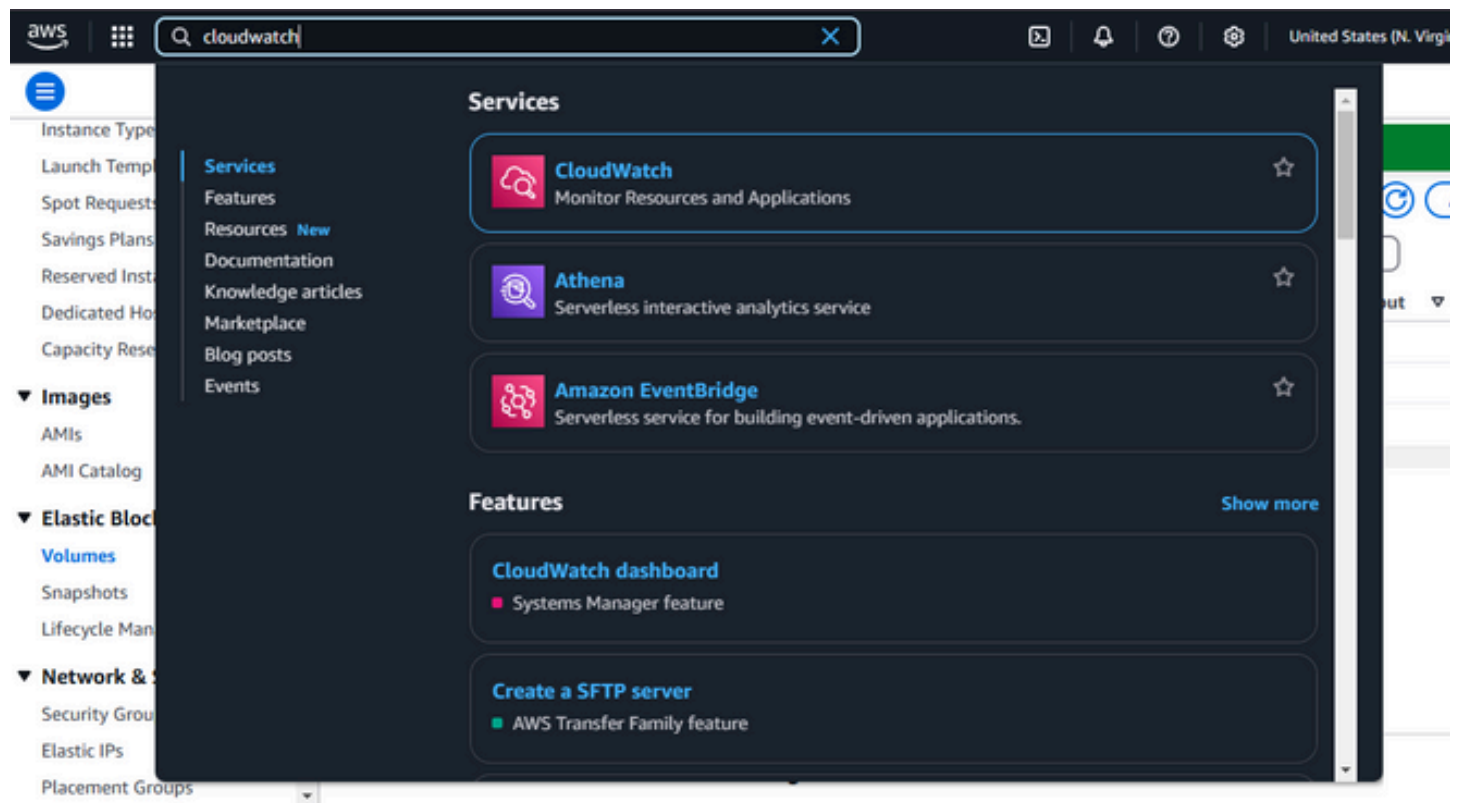 aws
cloudwatch
United States (N. Virgi
Instance Type
Launch Templ
Spot Requests
Savings Plans
Reserved Insta
Dedicated Hos
Capacity Rese
Images
AMIs
AMI Catalog
Elastic Block
Volumes
Snapshots
Lifecycle Man
Network & S
Security Grou
Elastic IPs
Placement Groups
Services
Features
Resources New
Documentation
Knowledge articles
Marketplace
Blog posts
Events
Services
CloudWatch
Monitor Resources and Applications
Athena
Serverless interactive analytics service
Amazon EventBridge
Serverless service for building event-driven applications.
Features
Show more
CloudWatch dashboard
Systems Manager feature
Create a SFTP server
AWS Transfer Family feature